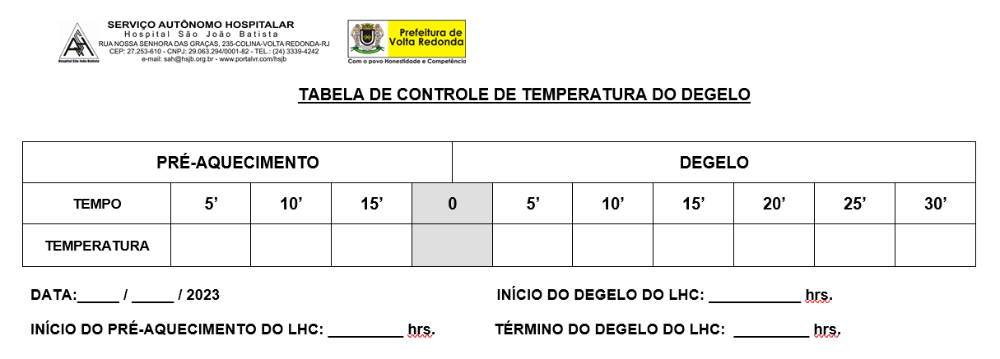 SERVIÇO AUTÔNOMO HOSPITALAR
Hospital São João Batista
RUA NOSSA SENHORA DAS GRAÇAS, 235-COLINA-VOLTA REDONDA-RJ
CEP: 27.253-610 - CNPJ: 29.063.294/0001-82 - TEL.: (24) 3339-4242
e-mail: sah@hsjb.org.br - www.portalvr.com/hsjb
Hospital São João Batista
Prefeitura de
Volta Redonda
Com o povo Honestidade e Competência
TABELA DE CONTROLE DE TEMPERATURA DO DEGELO
PRÉ-AQUECIMENTO DEGELO
TEMPO 5’ 10’ 15’ 0 5’ 10’ 15’ 20’ 25’ 30’
TEMPERATURA
DATA:_____ / _____ / 2023 INÍCIO DO DEGELO DO LHC: ___________ hrs.
INÍCIO DO PRÉ-AQUECIMENTO DO LHC: _________ hrs. TÉRMINO DO DEGELO DO LHC: _________ hrs.